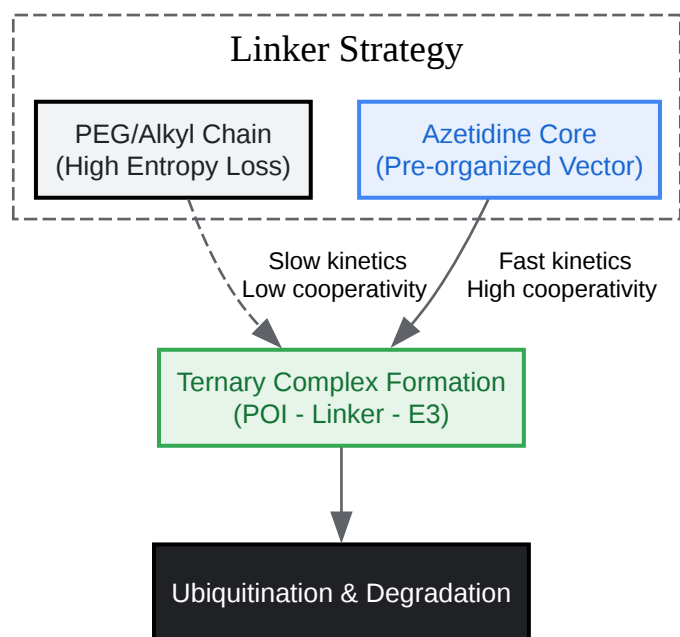 Linker Strategy
PEG/Alkyl Chain
(High Entropy Loss)
Azetidine Core
(Pre-organized Vector)
Slow kinetics
Low cooperativity
Fast kinetics
High cooperativity
Ternary Complex Formation
(POI - Linker - E3)
Ubiquitination & Degradation